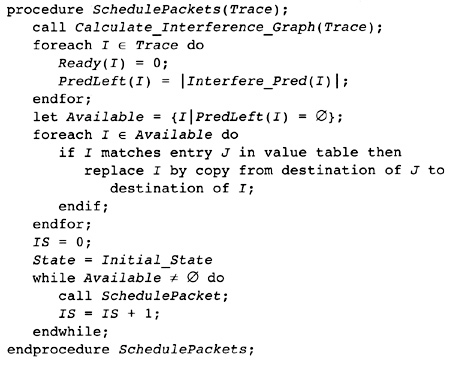 procedure SchedulePackets(Trace);
call Calculate_Interference_Graph(Trace);
foreach I ∈ Trace do
Ready(I) = 0;
PredLeft(I) = |Interfere_Pred(I)|;
endfor;
let Available = {I|PredLeft(I) = ∅};
foreach I ∈ Available do
if I matches entry J in value table then
replace I by copy from destination of J to
destination of I;
endif;
endfor;
IS = 0;
State = Initial_State
while Available ≠ ∅ do
call SchedulePacket;
IS = IS + 1;
endwhile;
endprocedure SchedulePackets;